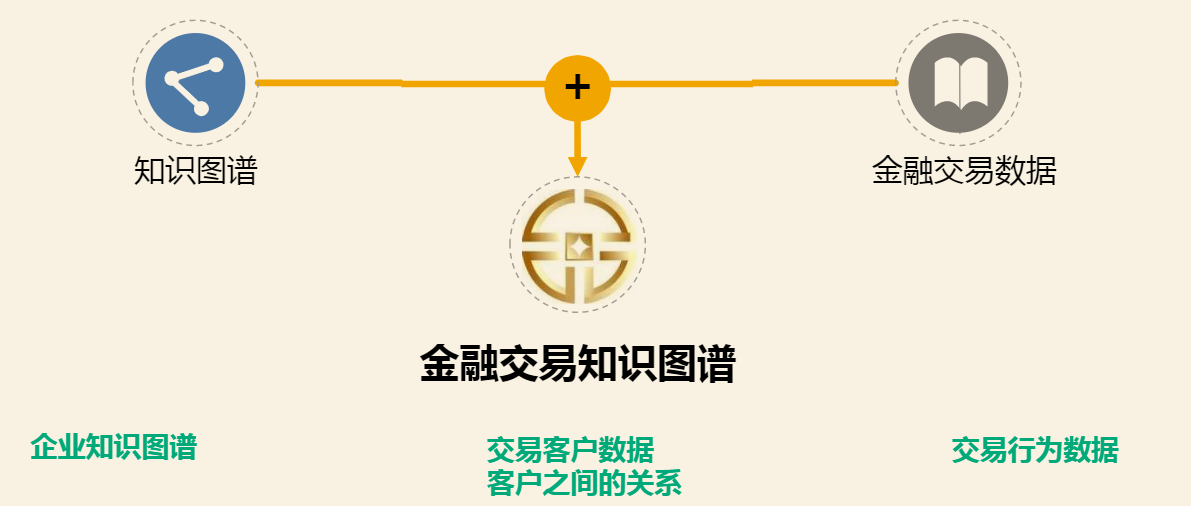 +
知识图谱
金融交易数据
金融交易知识图谱
企业知识图谱
交易客户数据
客户之间的关系
交易行为数据